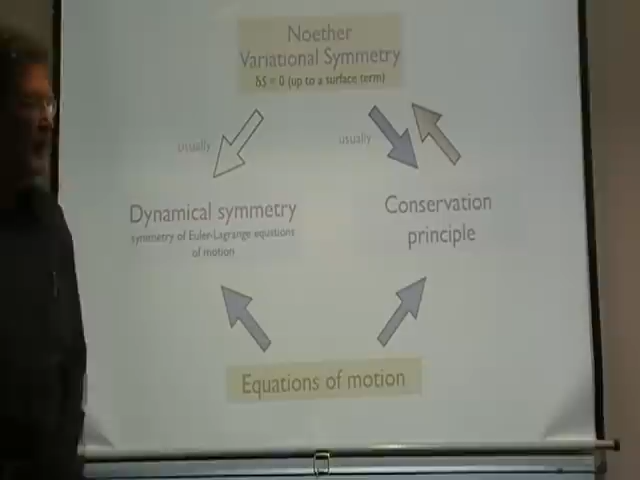 Noether
Variational Symmetry
δS = 0 (up to a surface term)
usually
usually
Dynamical symmetry
symmetry of Euler-Lagrange equations
of motion
Conservation
principle
Equations of motion